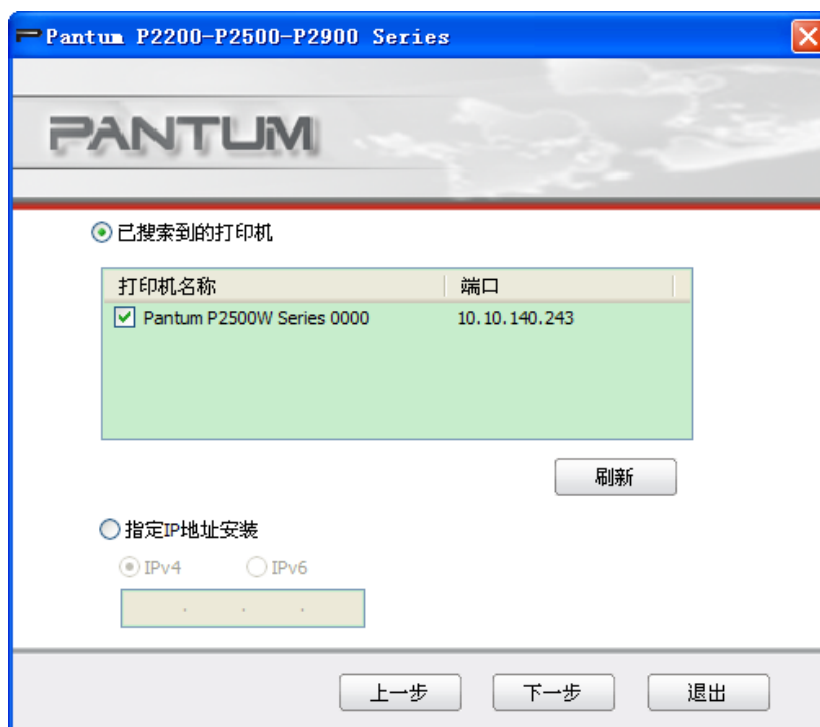 Pantum P2200-P2500-P2900 Series
PANTUM
已搜索到的打印机
打印机名称 端口
Pantum P2500W Series 0000 10.10.140.243
刷新
指定IP地址安装
IPv4 IPv6
. . .
上一步 下一步 退出